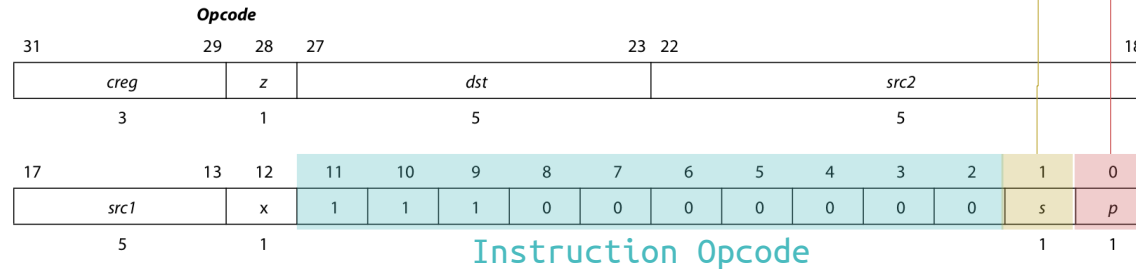 Opcode
31 29 28 27 23 22 18
creg z dst src2
3 1 5 5
17 13 12 11 10 9 8 7 6 5 4 3 2 1 0
src1 x 1 1 1 0 0 0 0 0 0 0 s p
5 1 1 1
Instruction Opcode